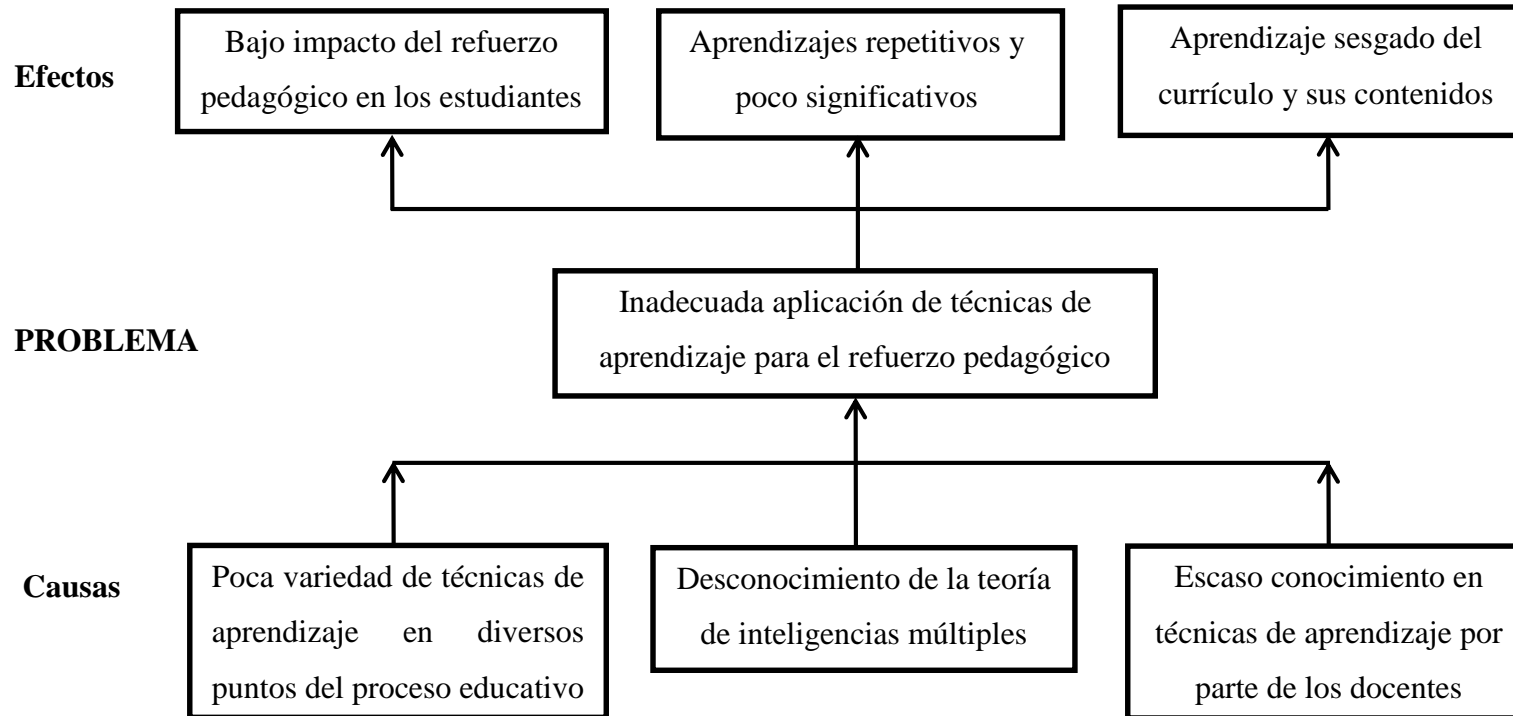 Efectos
Bajo impacto del refuerzo
pedagógico en los estudiantes
Aprendizajes repetitivos y
poco significativos
Aprendizaje sesgado del
currículo y sus contenidos
PROBLEMA
Inadecuada aplicación de técnicas de
aprendizaje para el refuerzo pedagógico
Causas
Poca variedad de técnicas de
aprendizaje en diversos
puntos del proceso educativo
Desconocimiento de la teoría
de inteligencias múltiples
Escaso conocimiento en
técnicas de aprendizaje por
parte de los docentes